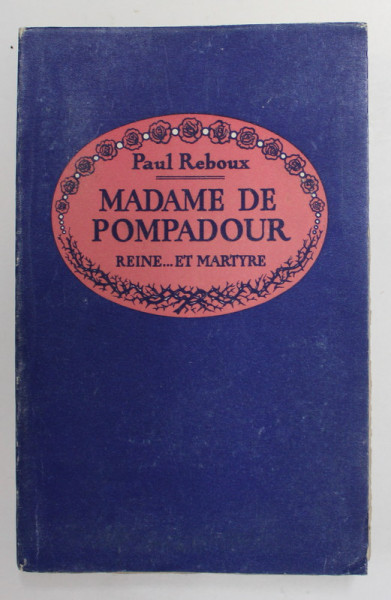 Paul Reboux
MADAME DE
POMPADOUR
REINE... ET MARTYRE